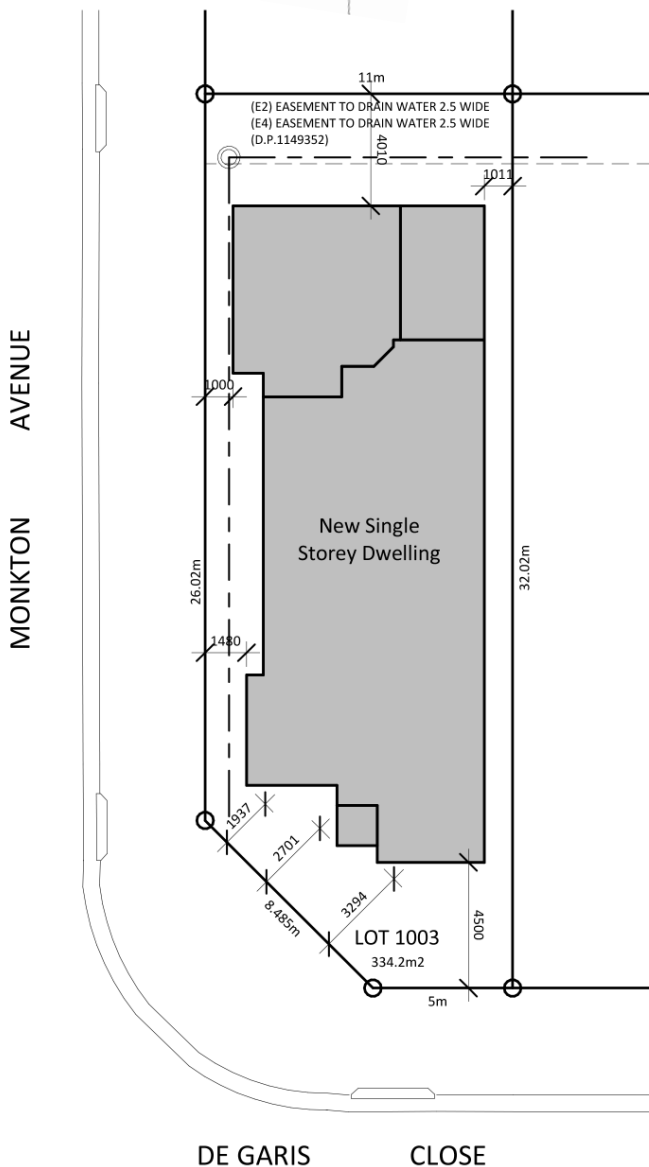 11m
(E2) EASEMENT TO DRAIN WATER 2.5 WIDE
(E4) EASEMENT TO DRAIN WATER 2.5 WIDE
(D.P.1149352)
4010
1011
MONKTON AVENUE
1000
New Single
Storey Dwelling
26.02m
32.02m
1480
1937
2701
8.485m
3294
4500
LOT 1003
334.2m2
5m
DE GARIS CLOSE